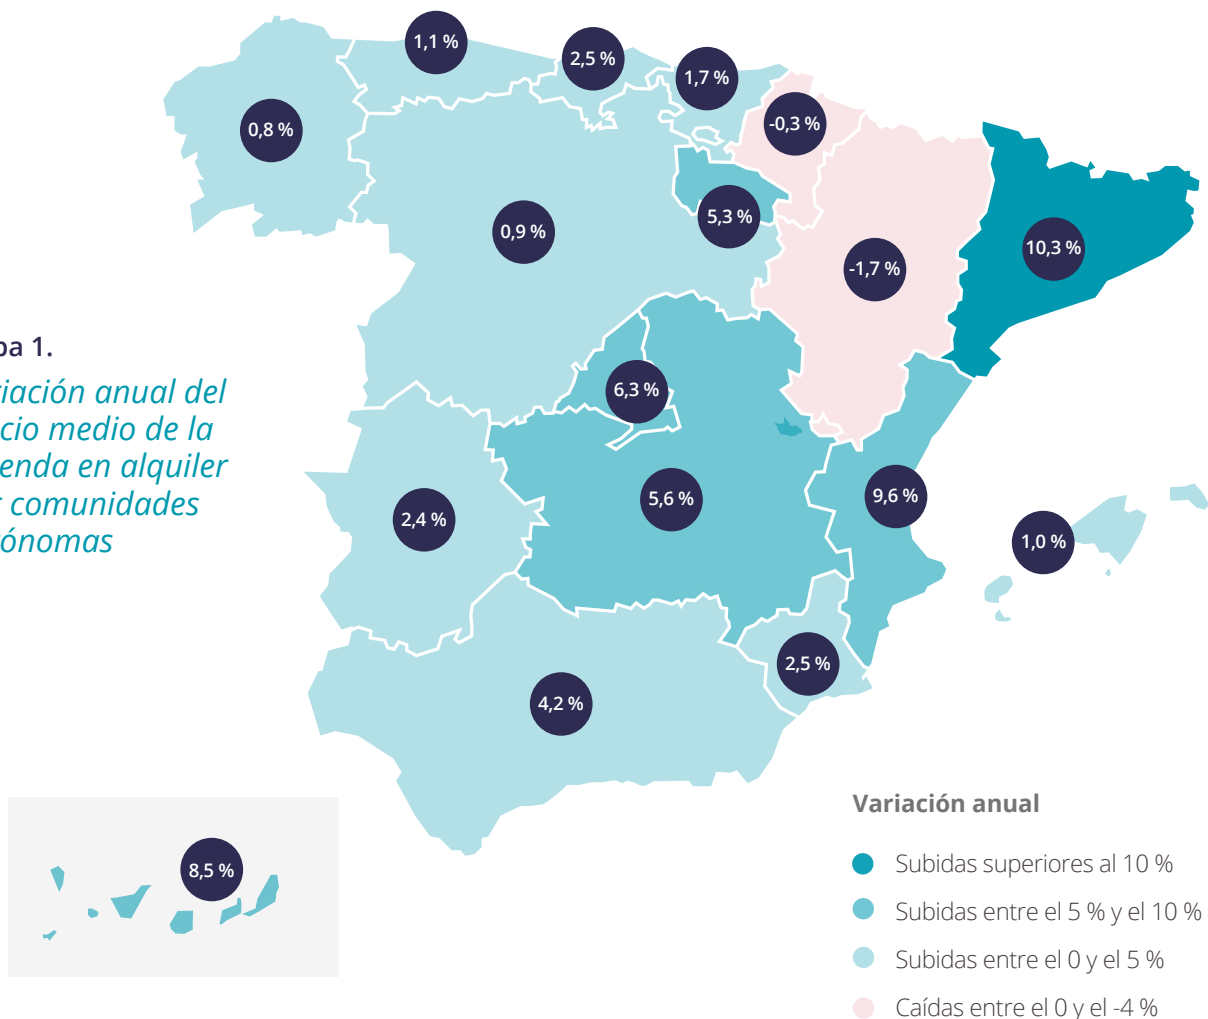 1,1 %
2,5 %
1,7 %
-0,3 %
0,8 %
5,3 %
0,9 %
10,3 %
-1,7 %
6,3 %
5,6 %
9,6 %
2,4 %
1,0 %
2,5 %
4,2 %
8,5 %
pa 1.
iación anual del
cio medio de la
enda en alquiler
comunidades
ónomas
Variación anual
Subidas superiores al 10 %
Subidas entre el 5 % y el 10 %
Subidas entre el 0 y el 5 %
Caídas entre el 0 y el -4 %